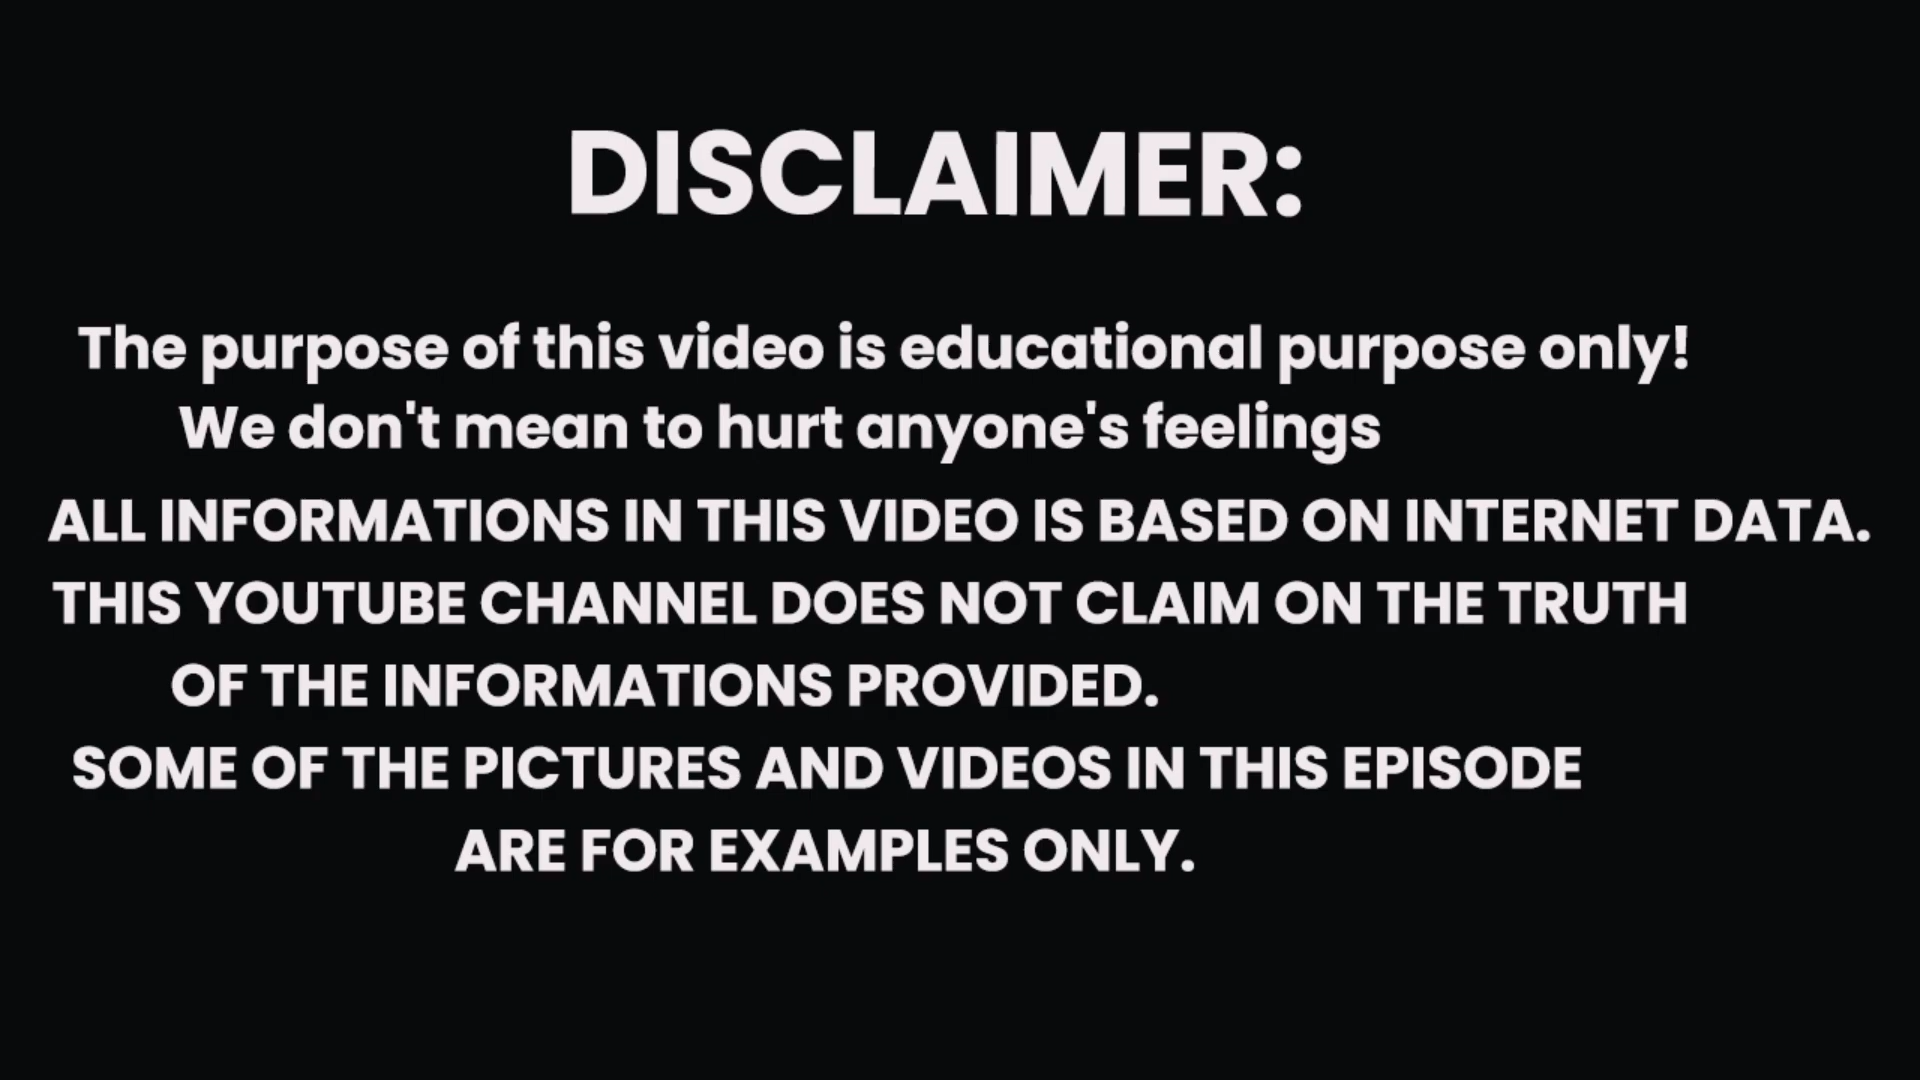 DISCLAIMER:
The purpose of this video is educational purpose only!
We don't mean to hurt anyone's feelings
ALL INFORMATIONS IN THIS VIDEO IS BASED ON INTERNET DATA.
THIS YOUTUBE CHANNEL DOES NOT CLAIM ON THE TRUTH
OF THE INFORMATIONS PROVIDED.
SOME OF THE PICTURES AND VIDEOS IN THIS EPISODE
ARE FOR EXAMPLES ONLY.